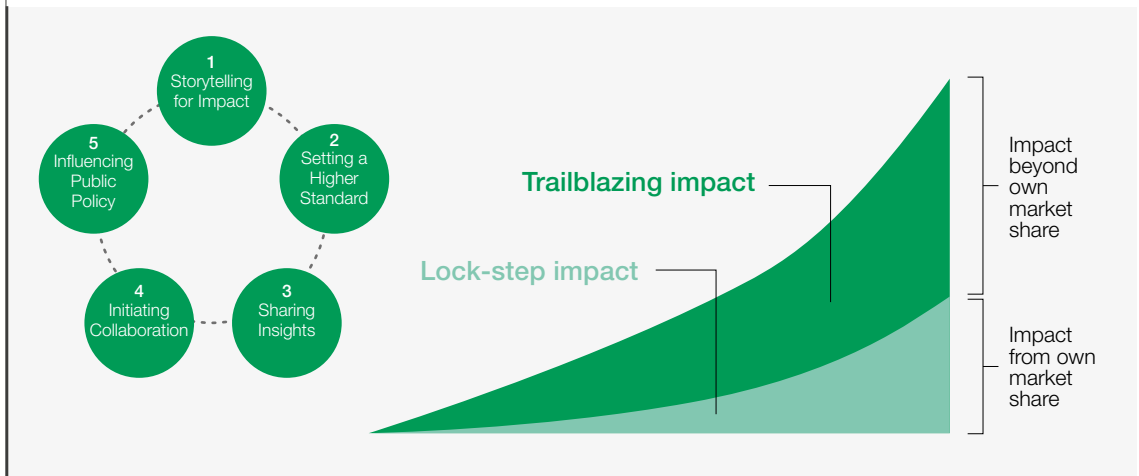 1
Storytelling
for Impact
2
Setting a
Higher
Standard
3
Sharing
Insights
4
Initiating
Collaboration
5
Influencing
Public
Policy
Trailblazing impact
Lock-step impact
Impact
beyond
own
market
share
Impact
from own
market
share